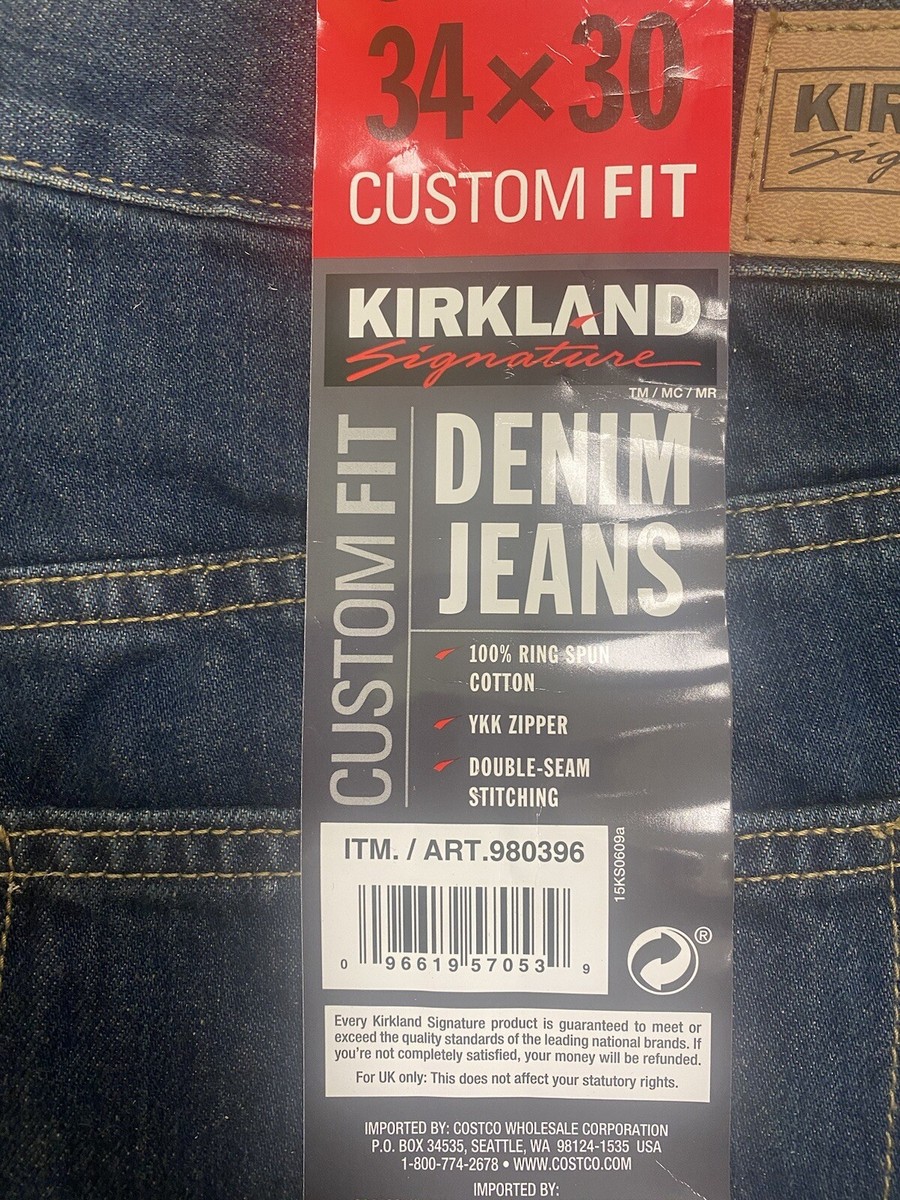 34×30
CUSTOM FIT
KIR
Sig
KIRKLAND
Signature
TM / MC / MR
CUSTOM FIT
DENIM
JEANS
100% RING SPUN
COTTON
YKK ZIPPER
DOUBLE-SEAM
STITCHING
ITM. / ART.980396
15KS0609a
0 96619 57053 9
®
Every Kirkland Signature product is guaranteed to meet or
exceed the quality standards of the leading national brands. If
you're not completely satisfied, your money will be refunded.
For UK only: This does not affect your statutory rights.
IMPORTED BY: COSTCO WHOLESALE CORPORATION
P.O. BOX 34535, SEATTLE, WA 98124-1535 USA
1-800-774-2678 • WWW.COSTCO.COM
IMPORTED BY: